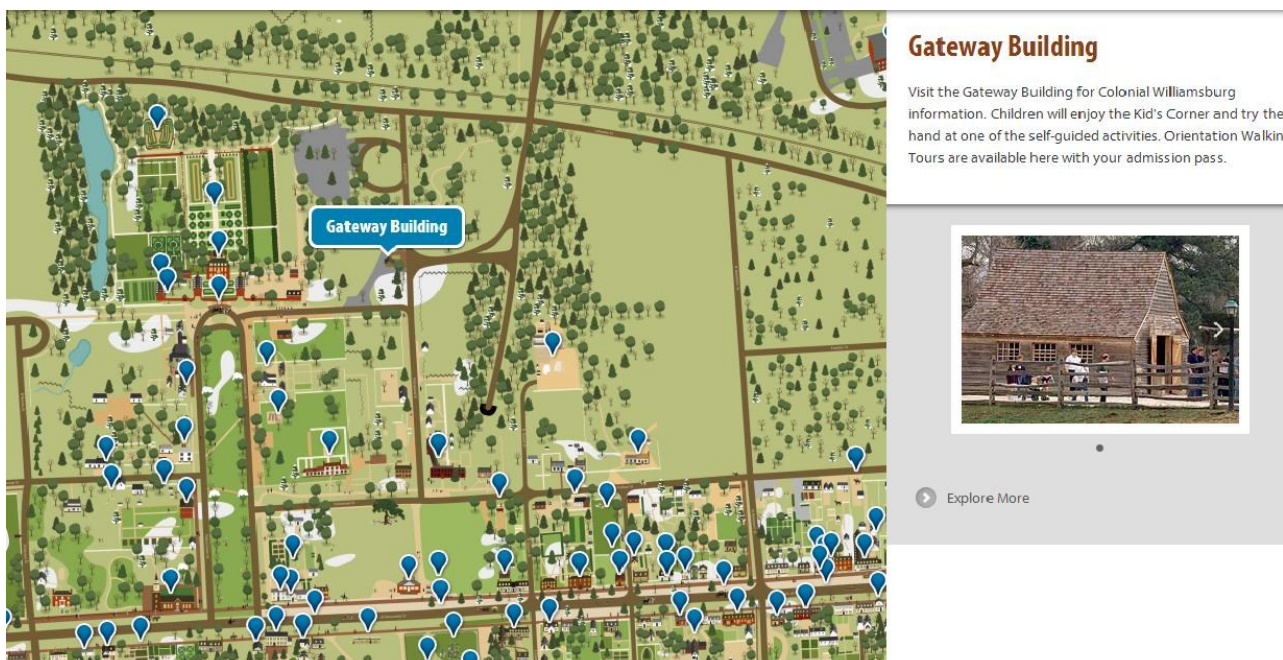 Gateway Building
Gateway Building
Visit the Gateway Building for Colonial Williamsburg
information. Children will enjoy the Kid's Corner and try the
hand at one of the self-guided activities. Orientation Walkin
Tours are available here with your admission pass.
Explore More